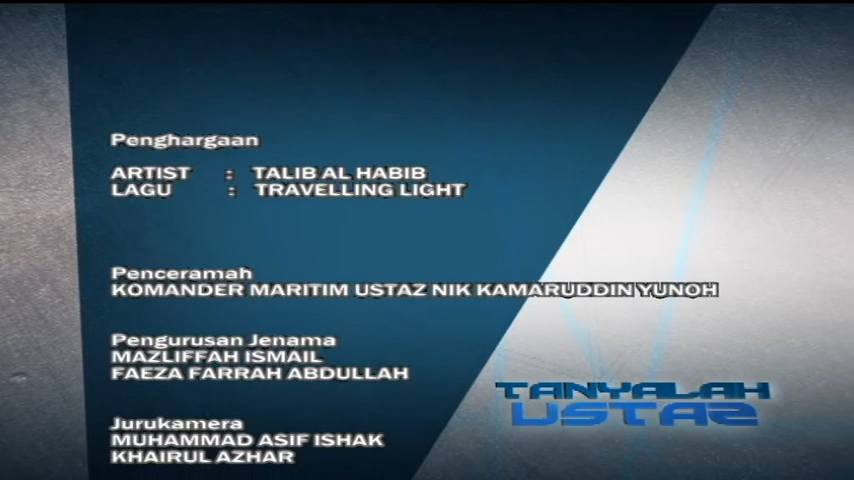 Penghargaan
ARTIST : TALIB AL HABIB
LAGU : TRAVELLING LIGHT
Penceramah
KOMANDER MARITIM USTAZ NIK KAMARUDDIN YUNOH
Pengurusan Jenama
MAZLIFFAH ISMAIL
FAEZA FARRAH ABDULLAH
Jurukamera
MUHAMMAD ASIF ISHAK
KHAIRUL AZHAR
TANYALAH
USTAZ